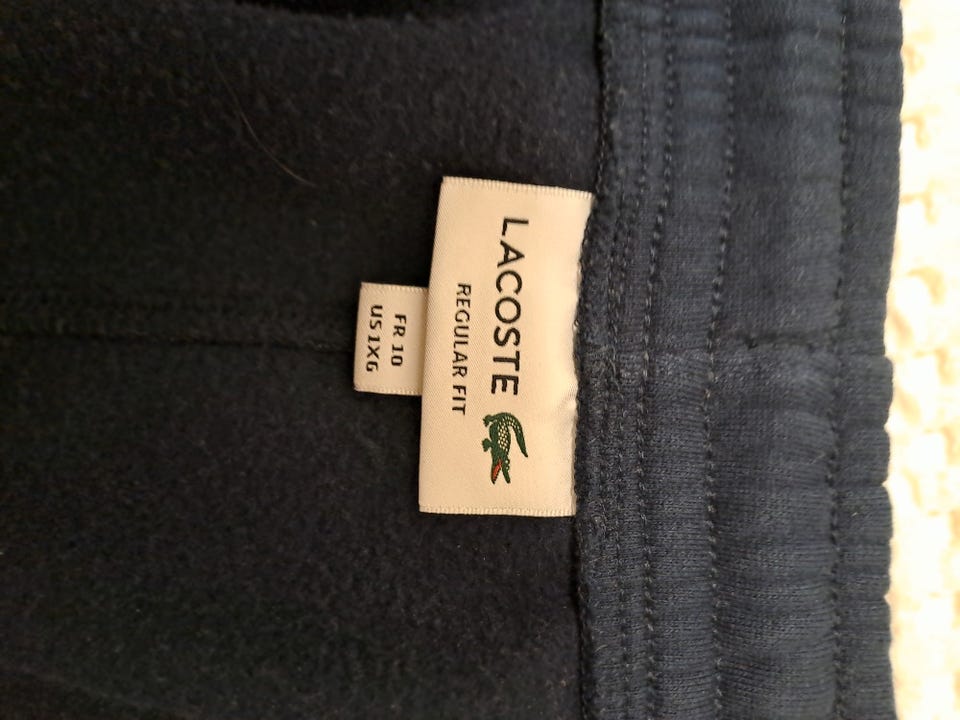 LACOSTE
REGULAR FIT
FR 10
US 1XG